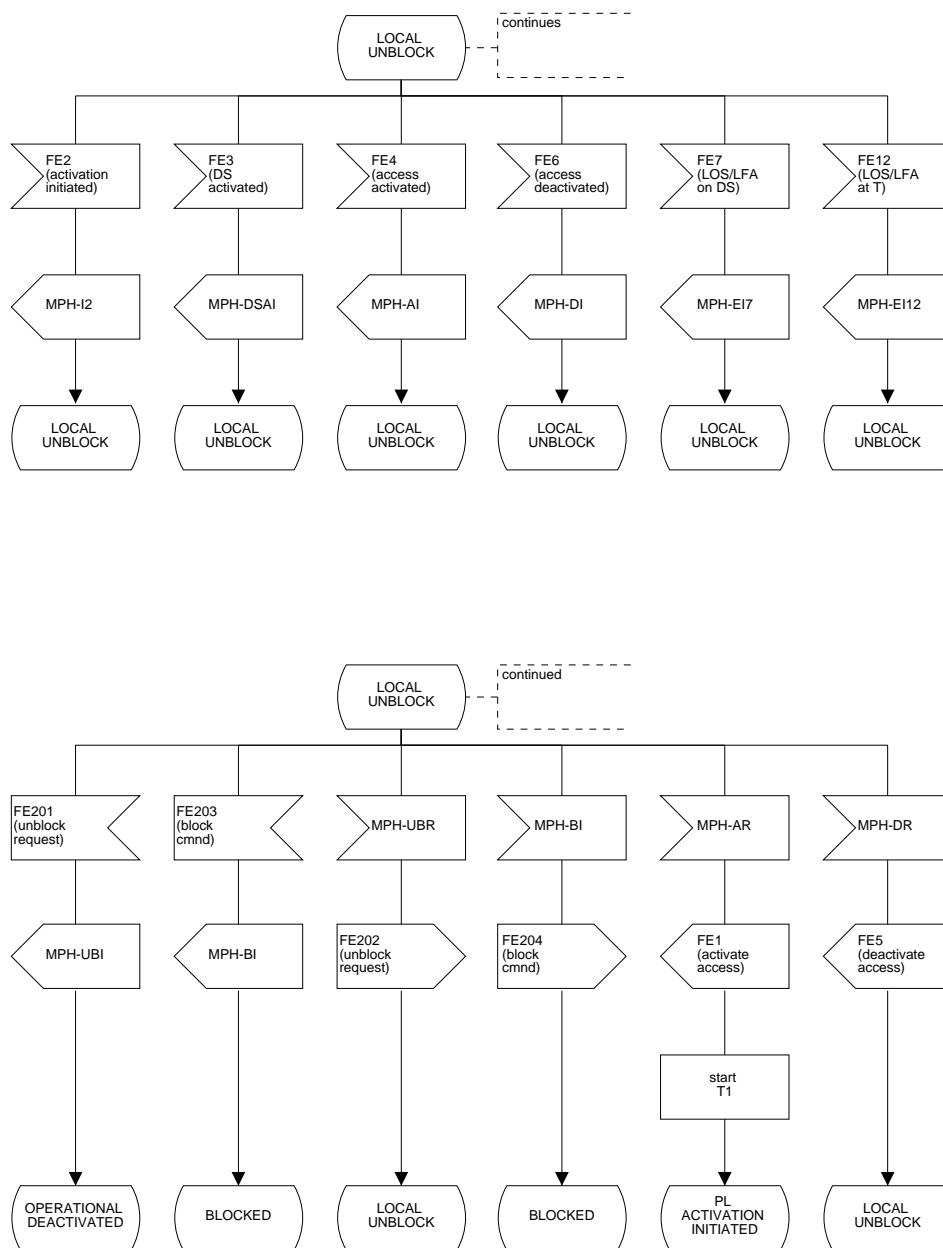 LOCAL
UNBLOCK
continues
FE2
(activation
initiated)
FE3
(DS
activated)
FE4
(access
activated)
FE6
(access
deactivated)
FE7
(LOS/LFA
on DS)
FE12
(LOS/LFA
at T)
MPH-I2
MPH-DSAI
MPH-AI
MPH-DI
MPH-EI7
MPH-EI12
LOCAL
UNBLOCK
LOCAL
UNBLOCK
LOCAL
UNBLOCK
LOCAL
UNBLOCK
LOCAL
UNBLOCK
LOCAL
UNBLOCK
LOCAL
UNBLOCK
continued
FE201
(unblock
request)
FE203
(block
cmnd)
MPH-UBR
MPH-BI
MPH-AR
MPH-DR
MPH-UBI
MPH-BI
FE202
(unblock
request)
FE204
(block
cmnd)
FE1
(activate
access)
FE5
(deactivate
access)
start
T1
OPERATIONAL
DEACTIVATED
BLOCKED
LOCAL
UNBLOCK
BLOCKED
PL
ACTIVATION
INITIATED
LOCAL
UNBLOCK